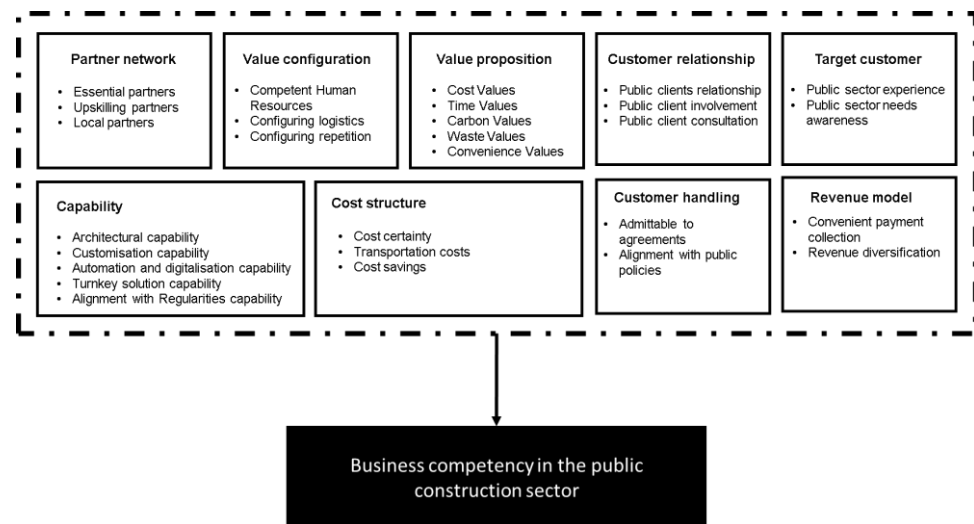 Partner network
• Essential partners
• Upskilling partners
• Local partners
Value configuration
• Competent Human
Resources
• Configuring logistics
• Configuring repetition
Value proposition
• Cost Values
• Time Values
• Carbon Values
• Waste Values
• Convenience Values
Customer relationship
• Public clients relationship
• Public client involvement
• Public client consultation
Target customer
• Public sector experience
• Public sector needs
awareness
Capability
• Architectural capability
• Customisation capability
• Automation and digitalisation capability
• Turnkey solution capability
• Alignment with Regularities capability
Cost structure
• Cost certainty
• Transportation costs
• Cost savings
Customer handling
• Admittable to
agreements
• Alignment with public
policies
Revenue model
• Convenient payment
collection
• Revenue diversification
Business competency in the public
construction sector